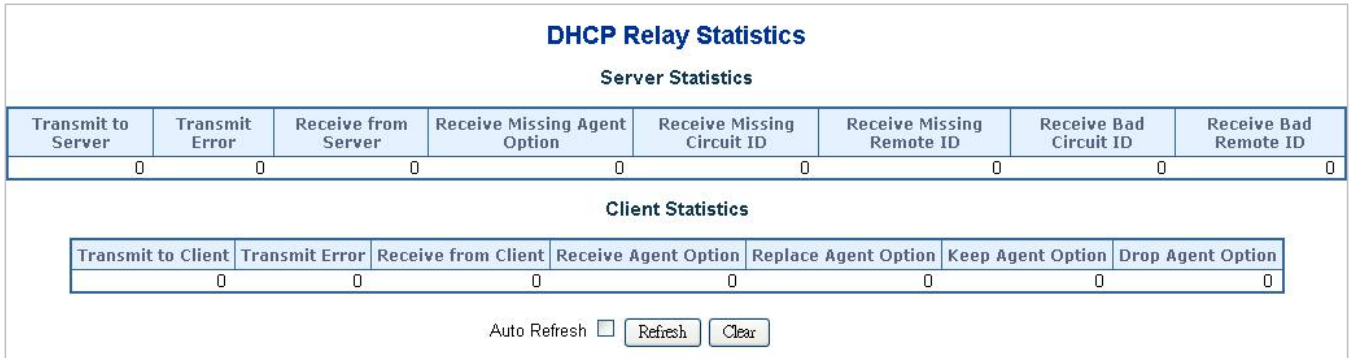 DHCP Relay Statistics
Server Statistics
Transmit to Server Transmit Error Receive from Server Receive Missing Agent Option Receive Missing Circuit ID Receive Missing Remote ID Receive Bad Circuit ID Receive Bad Remote ID
0 0 0 0 0 0 0 0
Client Statistics
Transmit to Client Transmit Error Receive from Client Receive Agent Option Replace Agent Option Keep Agent Option Drop Agent Option
0 0 0 0 0 0 0
Auto Refresh Refresh Clear